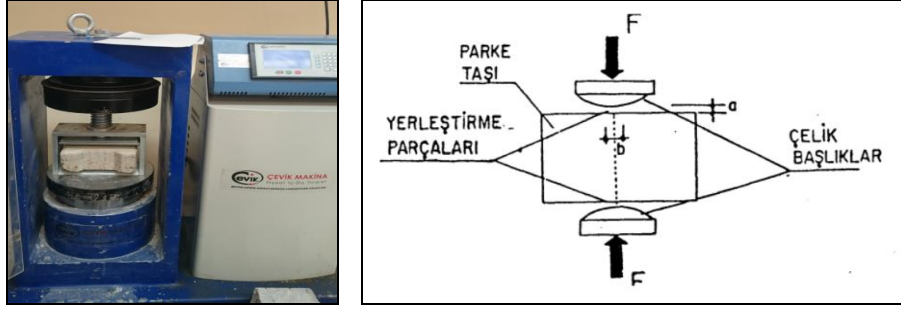 ÇEVİK MAKİNA
F
PARKE
TAŞI
a
YERLEŞTİRME
PARÇALARI
b
ÇELİK
BAŞLIKLAR
F